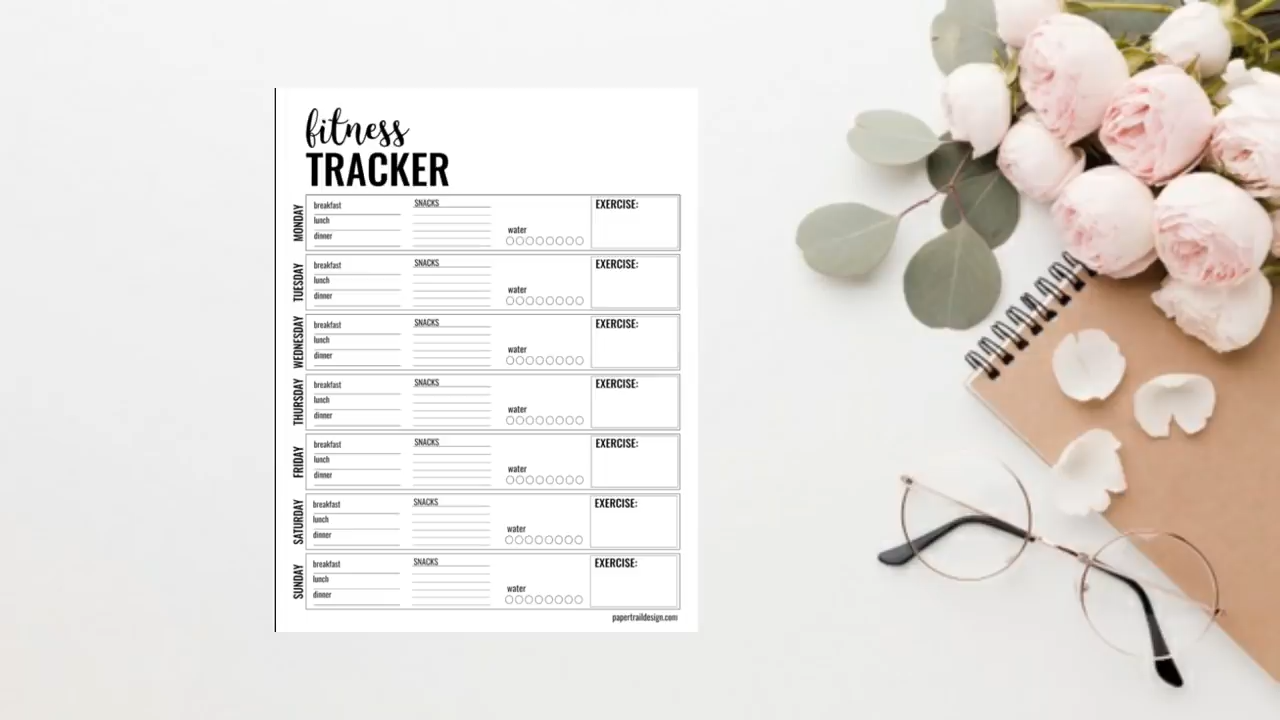 fitness
TRACKER
MONDAY
breakfast
lunch
dinner
SNACKS
water
EXERCISE:
TUESDAY
breakfast
lunch
dinner
SNACKS
water
EXERCISE:
WEDNESDAY
breakfast
lunch
dinner
SNACKS
water
EXERCISE:
THURSDAY
breakfast
lunch
dinner
SNACKS
water
EXERCISE:
FRIDAY
breakfast
lunch
dinner
SNACKS
water
EXERCISE:
SATURDAY
breakfast
lunch
dinner
SNACKS
water
EXERCISE:
SUNDAY
breakfast
lunch
dinner
SNACKS
water
EXERCISE:
papertraildesign.com